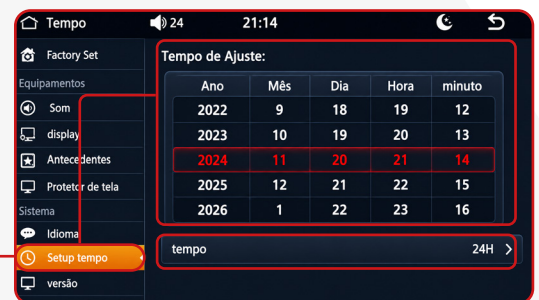 Tempo 24 21:14
Factory Set
Equipamentos
Som
display
Antecedentes
Protetor de tela
Sistema
Idioma
Setup tempo
versão
Tempo de Ajuste:
Ano Mês Dia Hora minuto
2022 9 18 19 12
2023 10 19 20 13
2024 11 20 21 14
2025 12 21 22 15
2026 1 22 23 16
tempo 24H